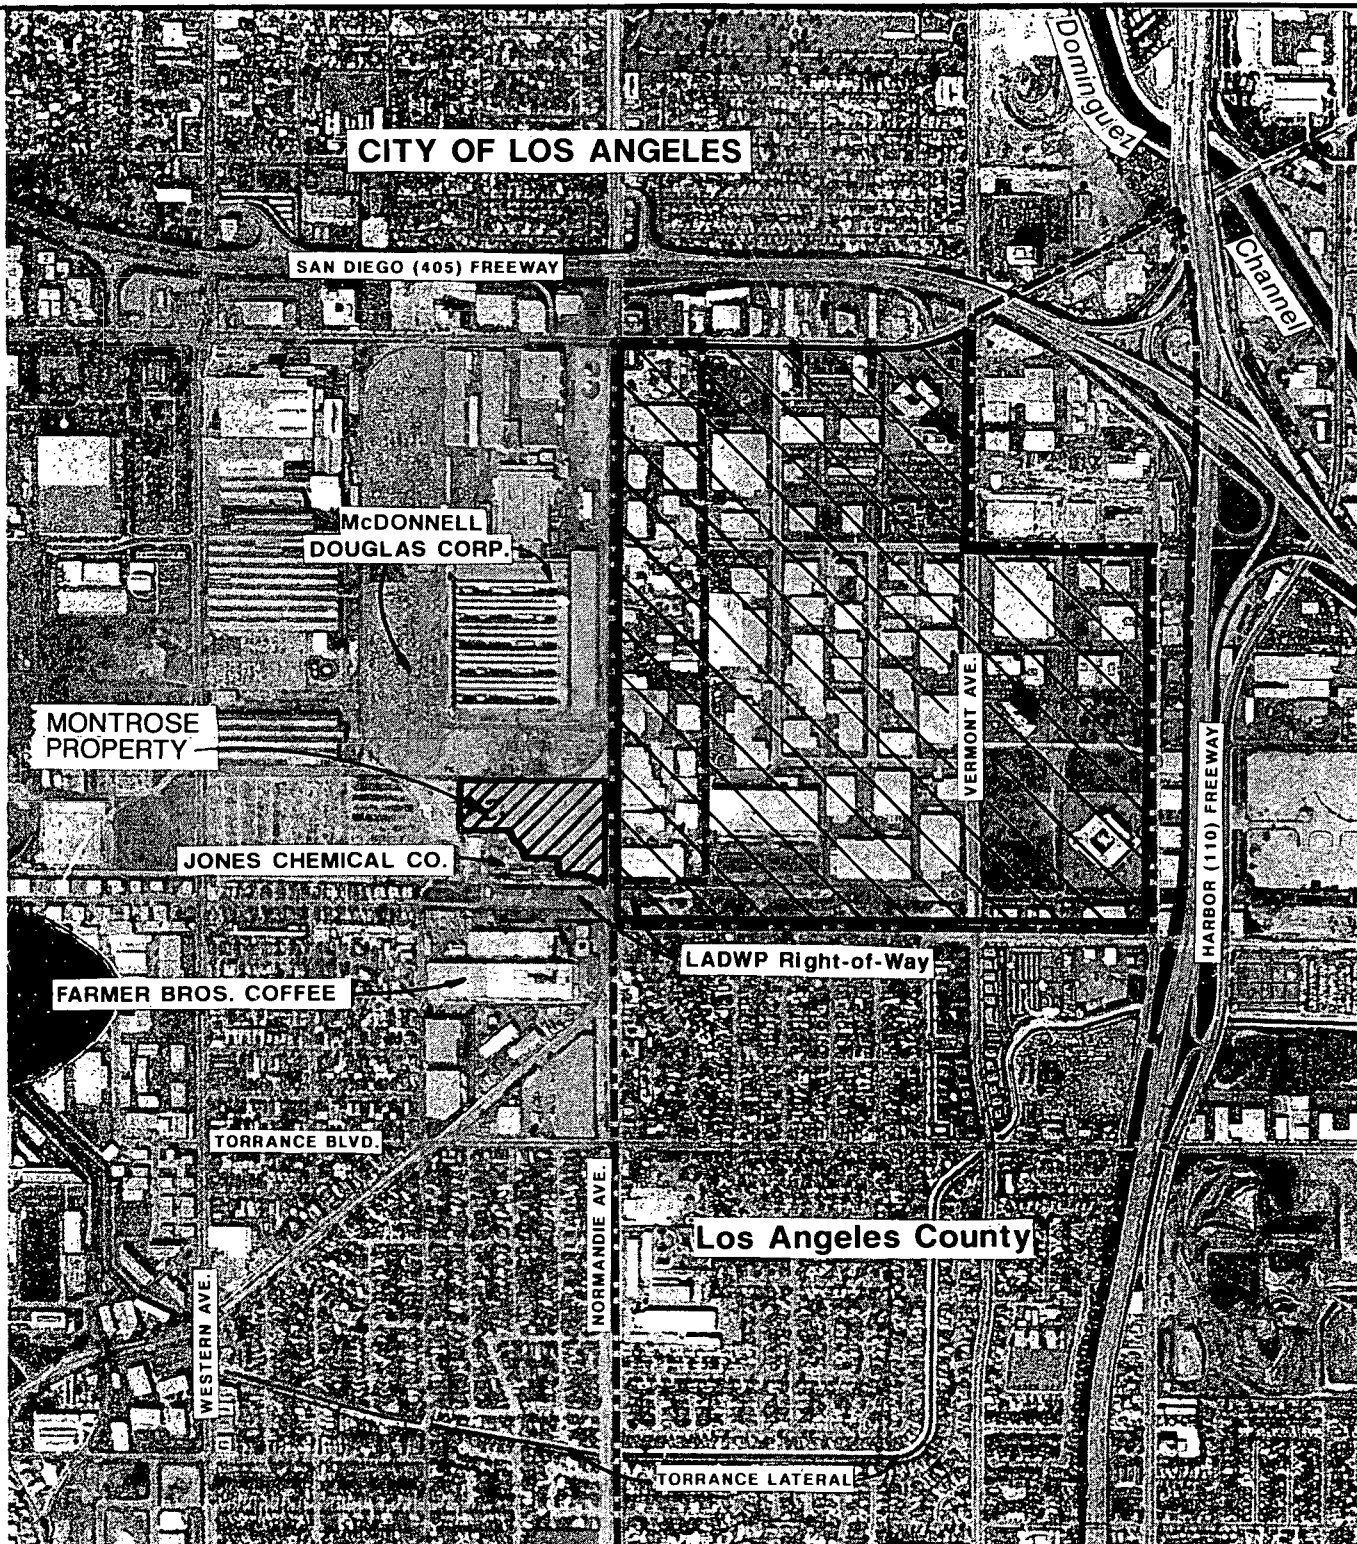 Dominguez
CITY OF LOS ANGELES
Channel
SAN DIEGO (405) FREEWAY
McDONNELL
DOUGLAS CORP.
MONTROSE
PROPERTY
VERMONT AVE.
HARBOR (110) FREEWAY
JONES CHEMICAL CO.
LADWP Right-of-Way
FARMER BROS. COFFEE
TORRANCE BLVD.
NORMANDIE AVE.
Los Angeles County
WESTERN AVE.
TORRANCE LATERAL